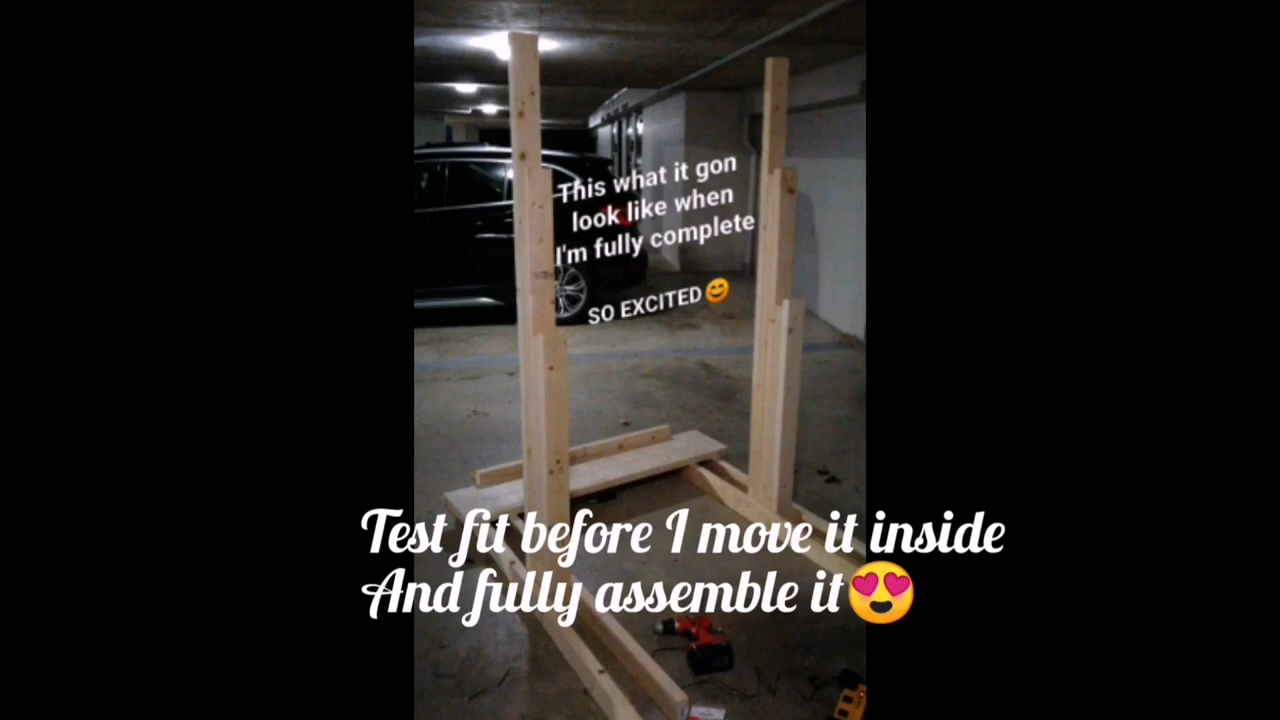 This what it gon
look like when
I'm fully complete
SO EXCITED😊
Test fit before I move it inside
And fully assemble it😍